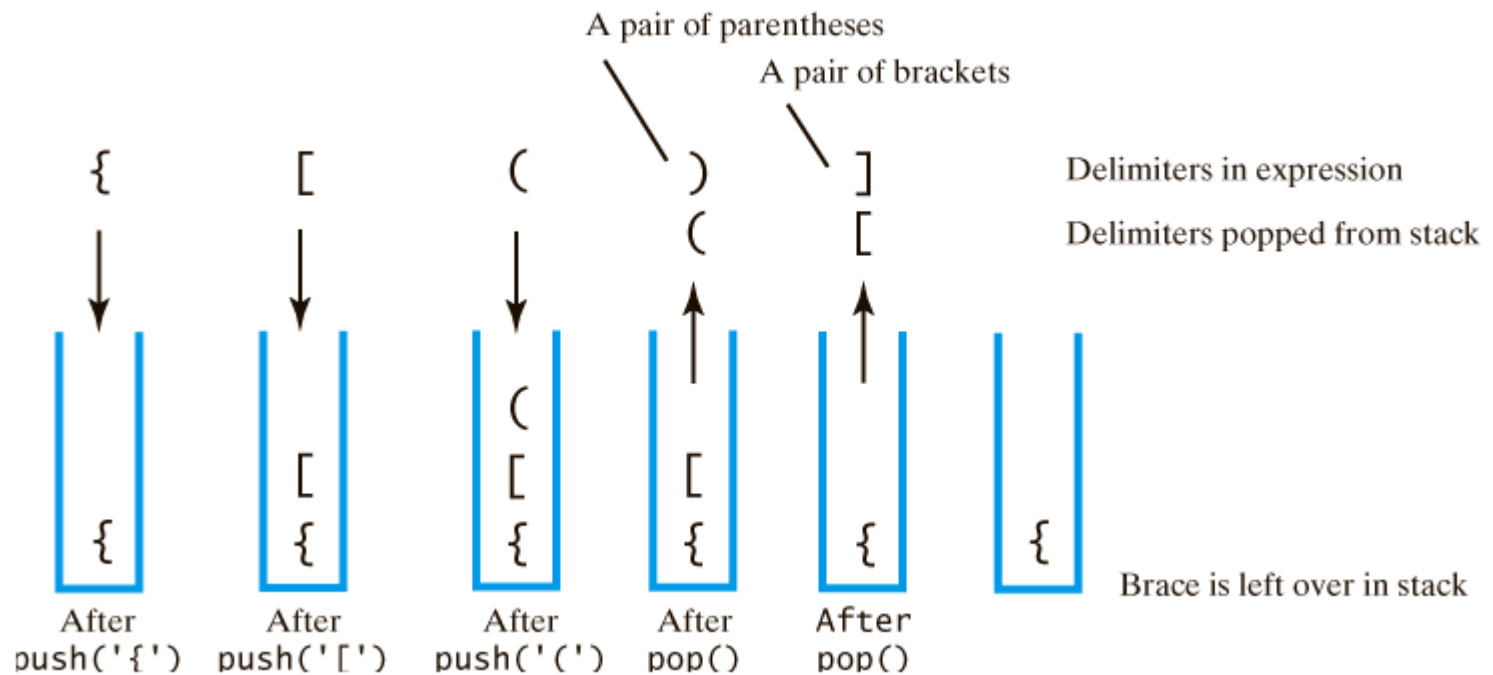 A pair of parentheses
A pair of brackets
{ [ ( ) ] Delimiters in expression
( [ Delimiters popped from stack
(
[ [ [
{ { { { { {
Brace is left over in stack
After After After After After
push('{') push('[') push('(') pop() pop()